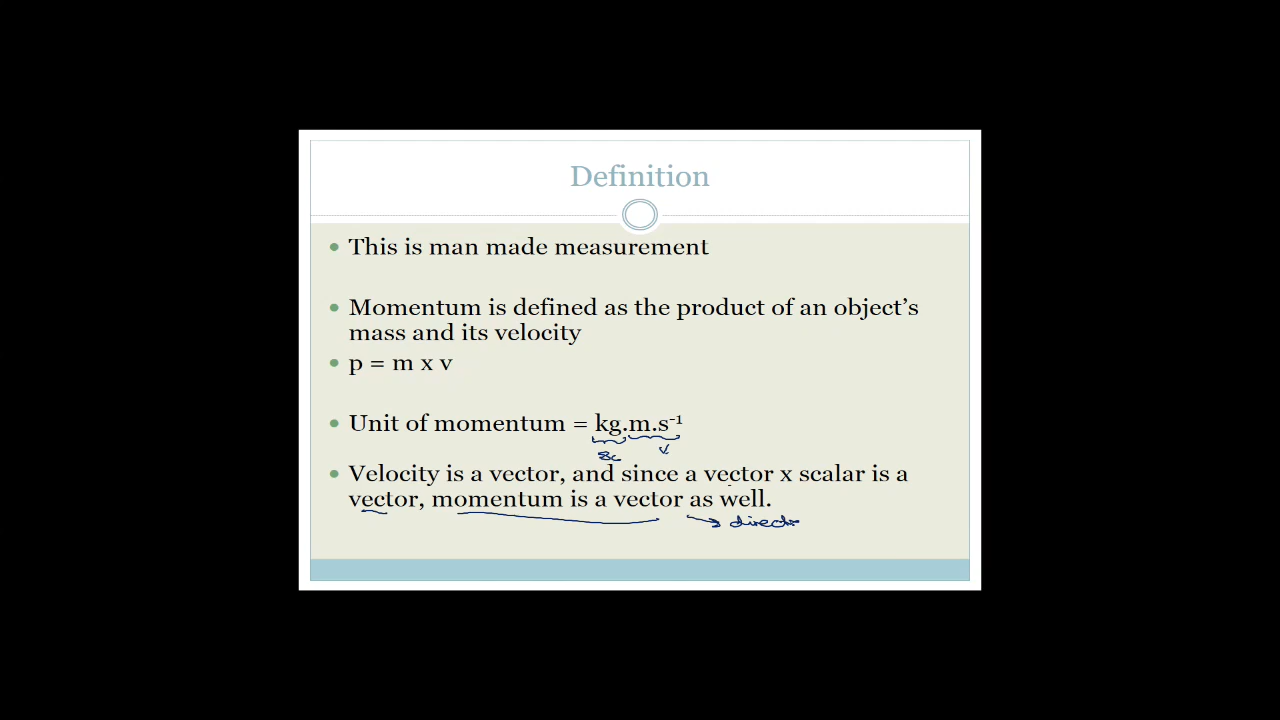 Definition
This is man made measurement
Momentum is defined as the product of an object's
mass and its velocity
p = m x v
Unit of momentum = kg.m.s⁻¹
v
Velocity is a vector, and since a vector x scalar is a
vector, momentum is a vector as well.